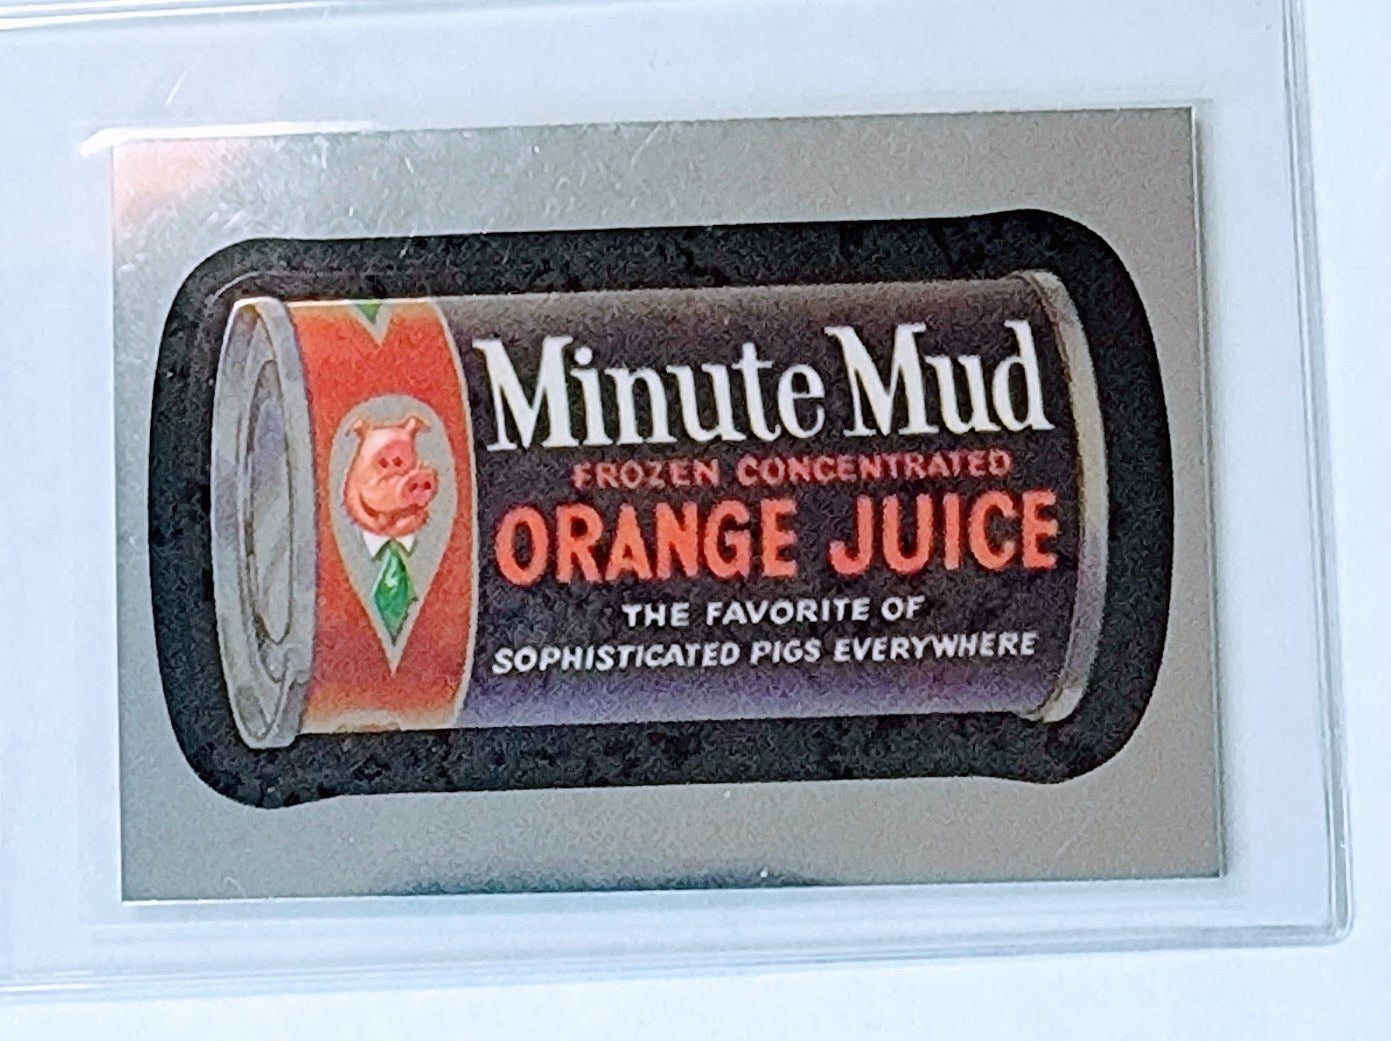 Minute Mud
FROZEN CONCENTRATED
ORANGE JUICE
THE FAVORITE OF
SOPHISTICATED PIGS EVERYWHERE